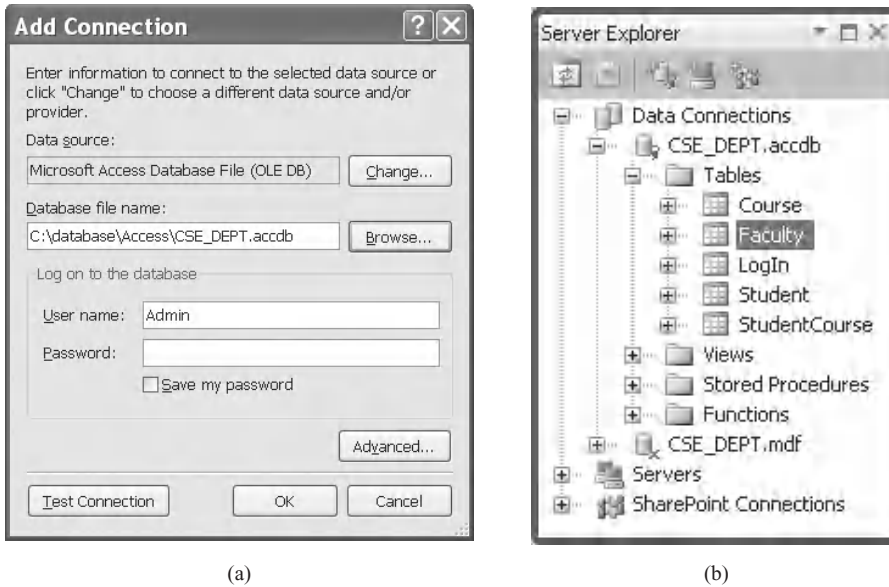 Add Connection
Enter information to connect to the selected data source or
click "Change" to choose a different data source and/or
provider.
Data source:
Microsoft Access Database File (OLE DB)
Change...
Database file name:
C:\database\Access\CSE_DEPT.accdb
Browse...
Log on to the database
User name:
Admin
Password:
Save my password
Advanced...
Test Connection
OK
Cancel
(a)
Server Explorer
Data Connections
CSE_DEPT.accdb
Tables
Course
Faculty
LogIn
Student
StudentCourse
Views
Stored Procedures
Functions
CSE_DEPT.mdf
Servers
SharePoint Connections
(b)